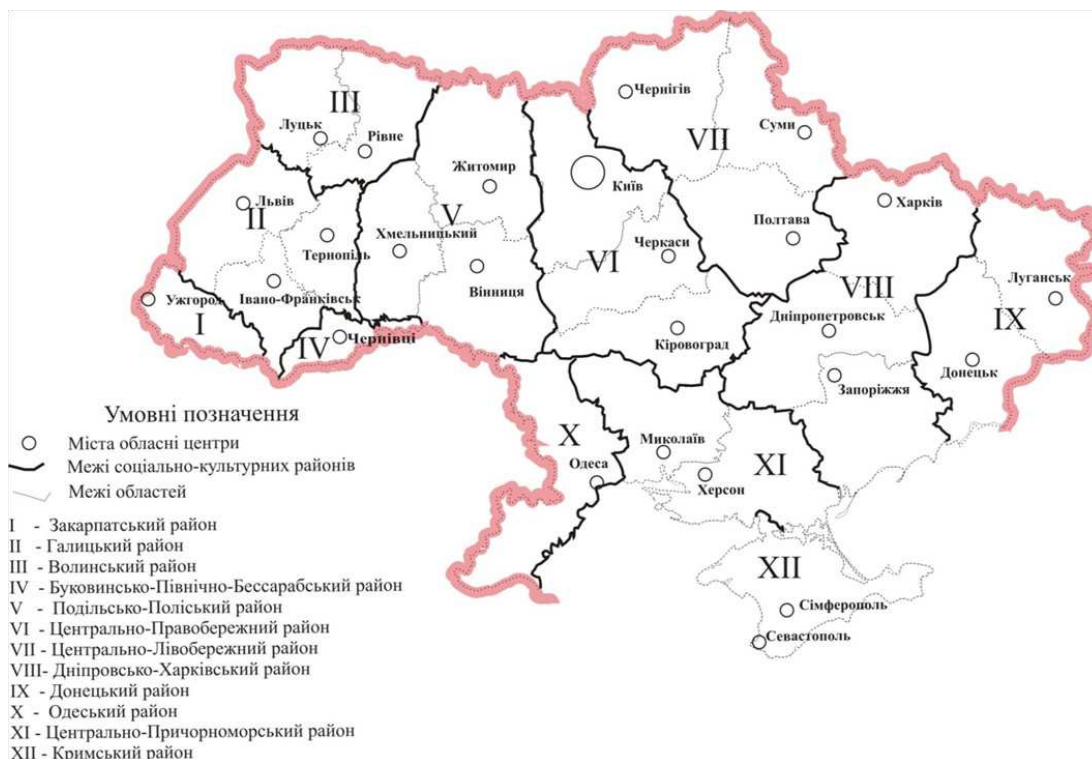 Чернігів
III
VII
Суми
Луцьк
Рівне
Житомир
Київ
Харків
Львів
II
V
Полтава
Хмельницький
Черкаси
Тернопіль
VI
VIII
Луганськ
Ужгород
Івано-Франківськ
Вінниця
I
Дніпропетровськ
IX
IV
Чернівці
Кіровоград
Донецьк
Запоріжжя
Умовні позначення
Міста обласні центри
X
Миколаїв
Межі соціально-культурних районів
Одеса
XI
Херсон
Межі областей
I - Закарпатський район
II - Галицький район
III - Волинський район
XII
IV - Буковинсько-Північно-Бессарабський район
V - Подільсько-Поліський район
Сімферополь
VI - Центрально-Правобережний район
Севастополь
VII - Центрально-Лівобережний район
VIII- Дніпровсько-Харківський район
IX - Донецький район
X - Одеський район
XI - Центрально-Причорноморський район
XII - Кримський район